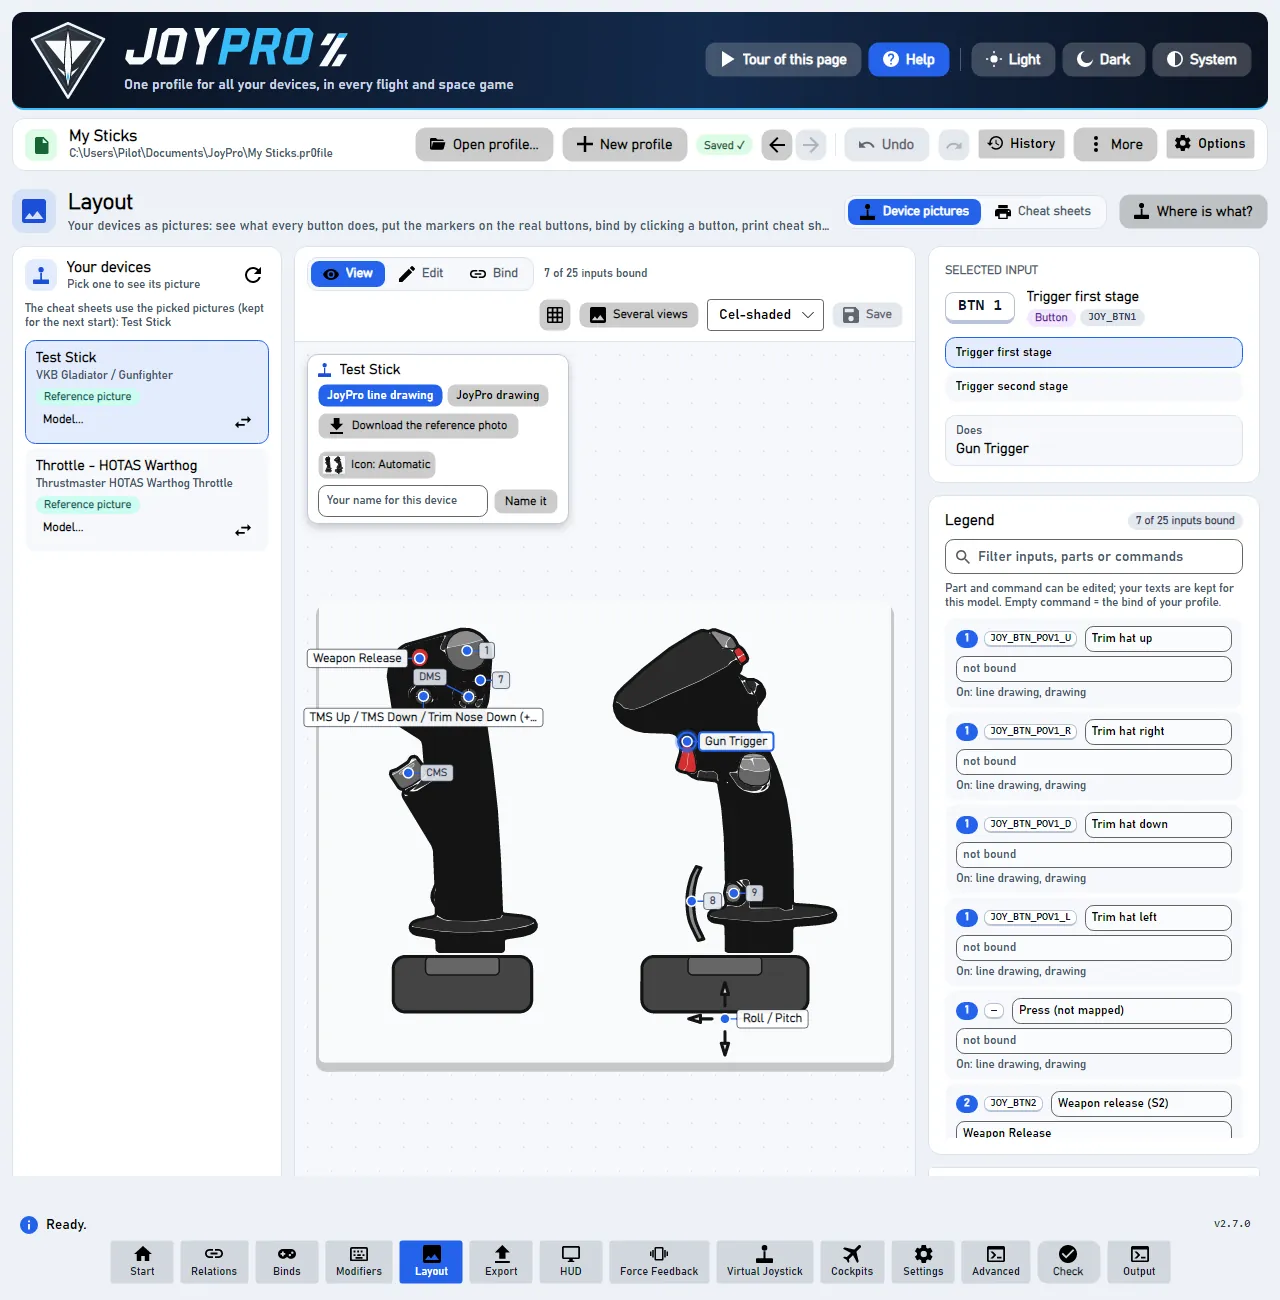 JOYPRO
One profile for all your devices, in every flight and space game
Tour of this page
Help
Light
Dark
System
My Sticks
C:\Users\Pilot\Documents\JoyPro\My Sticks.pr0file
Open profile...
New profile
Saved ✓
Undo
History
More
Options
Layout
Your devices as pictures: see what every button does, put the markers on the real buttons, bind by clicking a button, print cheat sh...
Device pictures
Cheat sheets
Where is what?
Your devices
Pick one to see its picture
The cheat sheets use the picked pictures (kept
for the next start): Test Stick
Test Stick
VKB Gladiator / Gunfighter
Reference picture
Model...
Throttle - HOTAS Warthog
Thrustmaster HOTAS Warthog Throttle
Reference picture
Model...
View
Edit
Bind
7 of 25 inputs bound
Several views
Cel-shaded
Save
Test Stick
JoyPro line drawing
JoyPro drawing
Download the reference photo
Icon: Automatic
Your name for this device
Name it
Weapon Release
1
DMS
7
TMS Up / TMS Down / Trim Nose Down (+...
CMS
Gun Trigger
8
9
Roll / Pitch
SELECTED INPUT
BTN 1
Trigger first stage
Button
JOY_BTN1
Trigger first stage
Trigger second stage
Does
Gun Trigger
Legend
7 of 25 inputs bound
Filter inputs, parts or commands
Part and command can be edited; your texts are kept for
this model. Empty command = the bind of your profile.
1 JOY_BTN_POV1_U Trim hat up
not bound
On: line drawing, drawing
1 JOY_BTN_POV1_R Trim hat right
not bound
On: line drawing, drawing
1 JOY_BTN_POV1_D Trim hat down
not bound
On: line drawing, drawing
1 JOY_BTN_POV1_L Trim hat left
not bound
On: line drawing, drawing
1 – Press (not mapped)
not bound
On: line drawing, drawing
2 JOY_BTN2 Weapon release (S2)
Weapon Release
Ready.
v2.7.0
Start
Relations
Binds
Modifiers
Layout
Export
HUD
Force Feedback
Virtual Joystick
Cockpits
Settings
Advanced
Check
Output